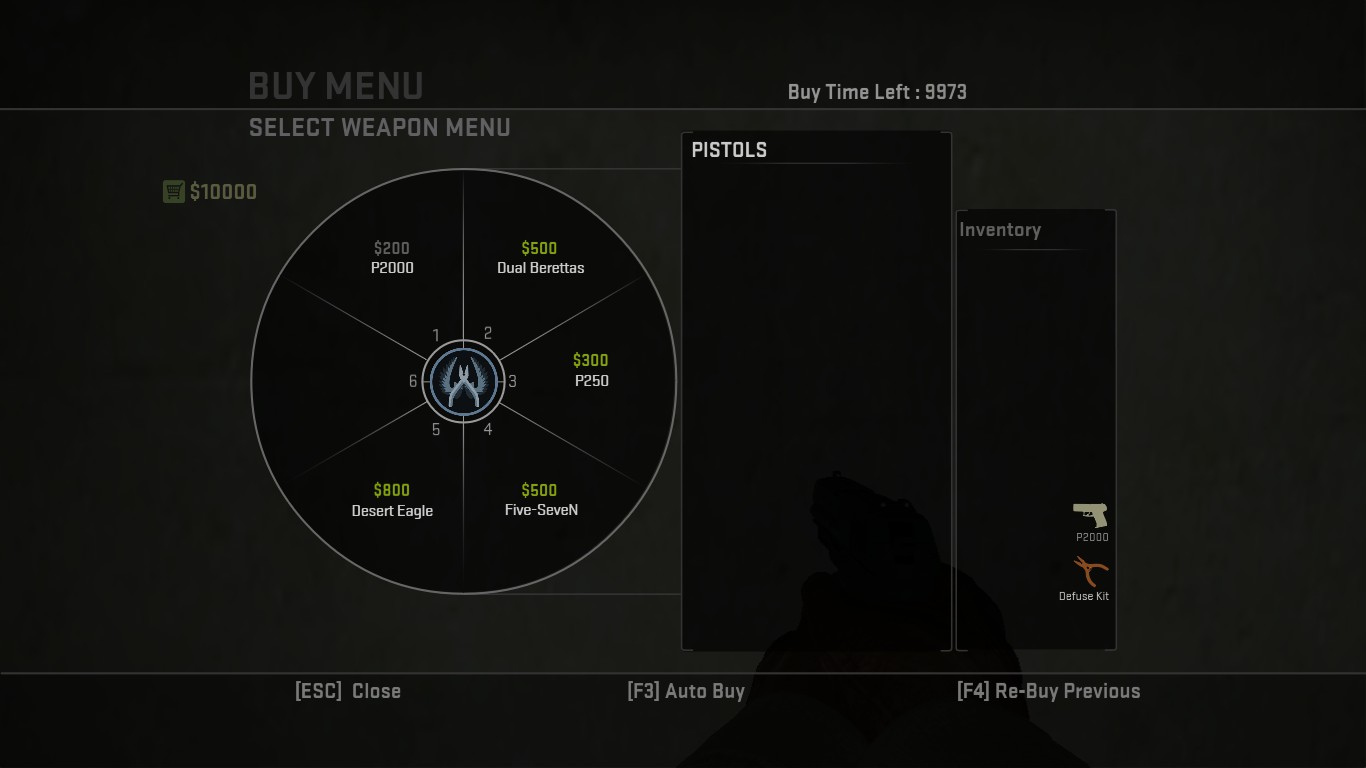 BUY MENU
Buy Time Left : 9973
SELECT WEAPON MENU
PISTOLS
$10000
Inventory
$200
P2000
$500
Dual Berettas
1
2
$300
P250
6
3
5
4
$800
Desert Eagle
$500
Five-SeveN
P2000
Defuse Kit
[ESC] Close
[F3] Auto Buy
[F4] Re-Buy Previous